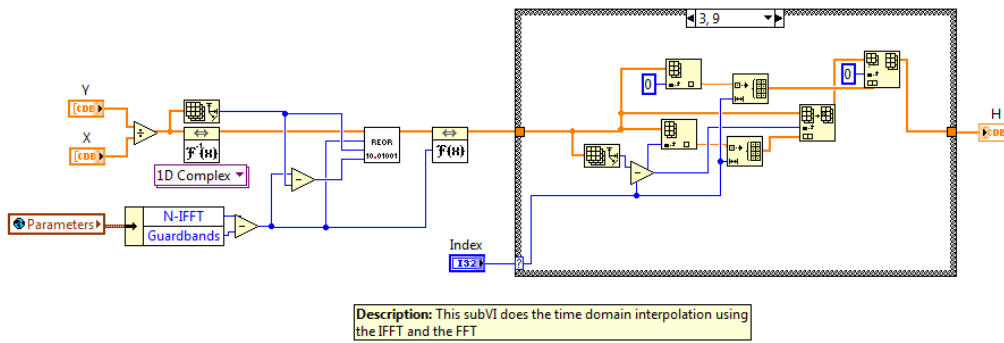 3, 9
Y
[CDB]
X
[CDB]
1D Complex
REOR
10.01001
F⁻¹{x}
F{x}
Parameters
N-IFFT
Guardbands
Index
I32
?
0
0
H
[CDB]
Description: This subVI does the time domain interpolation using
the IFFT and the FFT